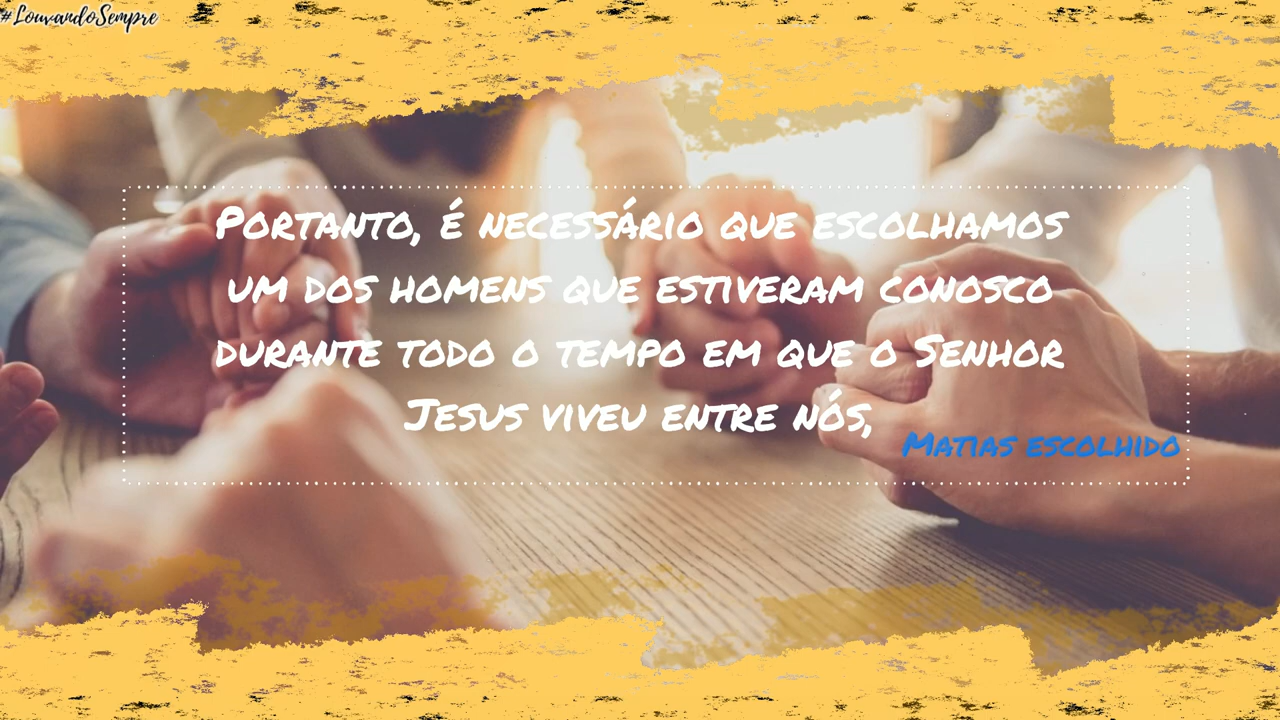 #LouvandoSempre
Portanto, é necessário que escolhamos
um dos homens que estiveram conosco
durante todo o tempo em que o Senhor
Jesus viveu entre nós,
Matias escolhido